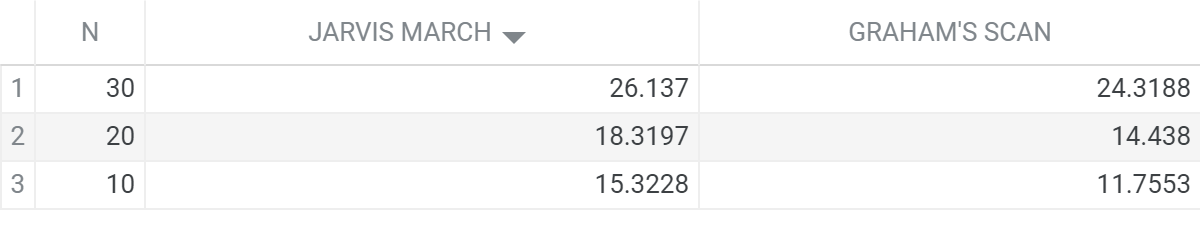 N JARVIS MARCH GRAHAM'S SCAN
1 30 26.137 24.3188
2 20 18.3197 14.438
3 10 15.3228 11.7553